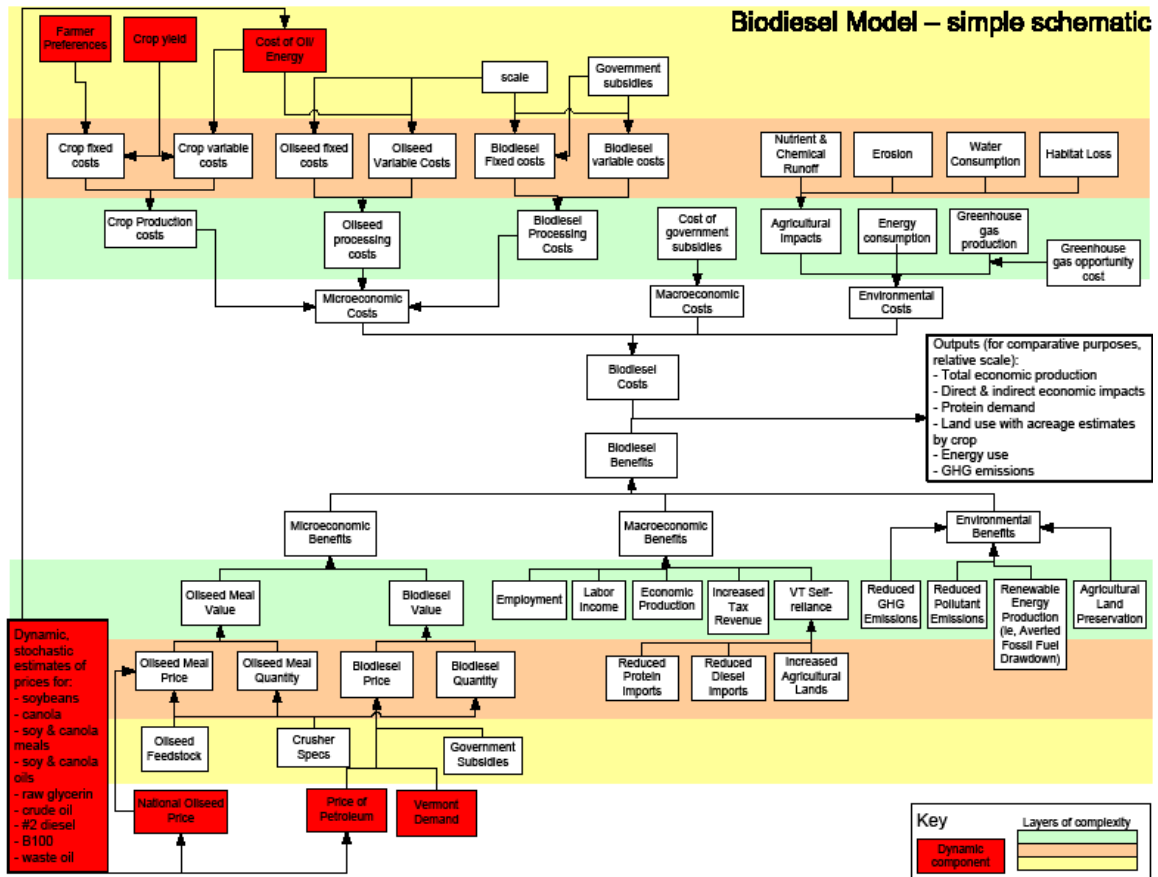 Biodiesel Model – simple schematic
Farmer
Preferences
Crop yield
Cost of Oil/
Energy
scale
Government
subsidies
Crop fixed
costs
Crop variable
costs
Oilseed fixed
costs
Oilseed
Variable Costs
Biodiesel
Fixed costs
Biodiesel
variable costs
Nutrient &
Chemical
Runoff
Erosion
Water
Consumption
Habitat Loss
Crop Production
costs
Oilseed
processing
costs
Biodiesel
Processing
Costs
Cost of
government
subsidies
Agricultural
Impacts
Energy
consumption
Greenhouse
gas
production
Greenhouse
gas opportunity
cost
Microeconomic
Costs
Macroeconomic
Costs
Environmental
Costs
Biodiesel
Costs
Outputs (for comparative purposes,
relative scale):
- Total economic production
- Direct & indirect economic impacts
- Protein demand
- Land use with acreage estimates
by crop
- Energy use
- GHG emissions
Biodiesel
Benefits
Microeconomic
Benefits
Macroeconomic
Benefits
Environmental
Benefits
Oilseed Meal
Value
Biodiesel
Value
Employment
Labor
Income
Economic
Production
Increased
Tax
Revenue
VT Self-
reliance
Reduced
GHG
Emissions
Reduced
Pollutant
Emissions
Renewable
Energy
Production
(ie, Averted
Fossil Fuel
Drawdown)
Agricultural
Land
Preservation
Dynamic,
stochastic
estimates of
prices for:
- soybeans
- canola
- soy & canola
meals
- soy & canola
oils
- raw glycerin
- crude oil
- #2 diesel
- B100
- waste oil
Oilseed Meal
Price
Oilseed Meal
Quantity
Biodiesel
Price
Biodiesel
Quantity
Reduced
Protein
Imports
Reduced
Diesel
Imports
Increased
Agricultural
Lands
Oilseed
Feedstock
Crusher
Specs
Government
Subsidies
National Oilseed
Price
Price of
Petroleum
Vermont
Demand
Key
Dynamic
component
Layers of complexity